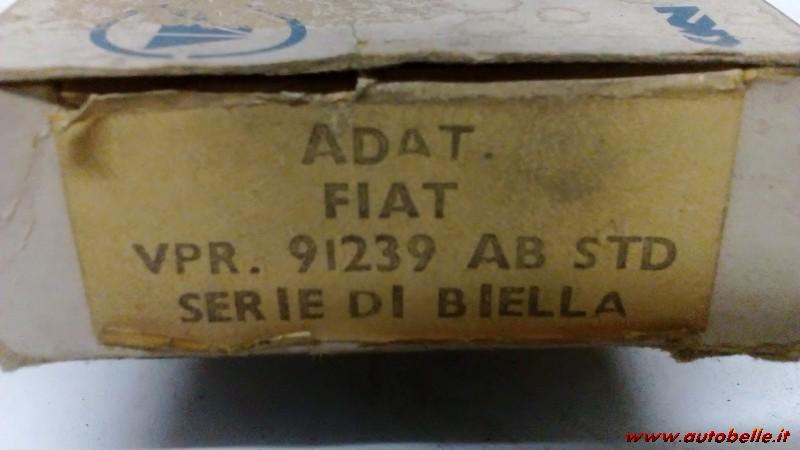 ADAT.
FIAT
VPR. 91239 AB STD
SERIE DI BIELLA
www.autobelle.it